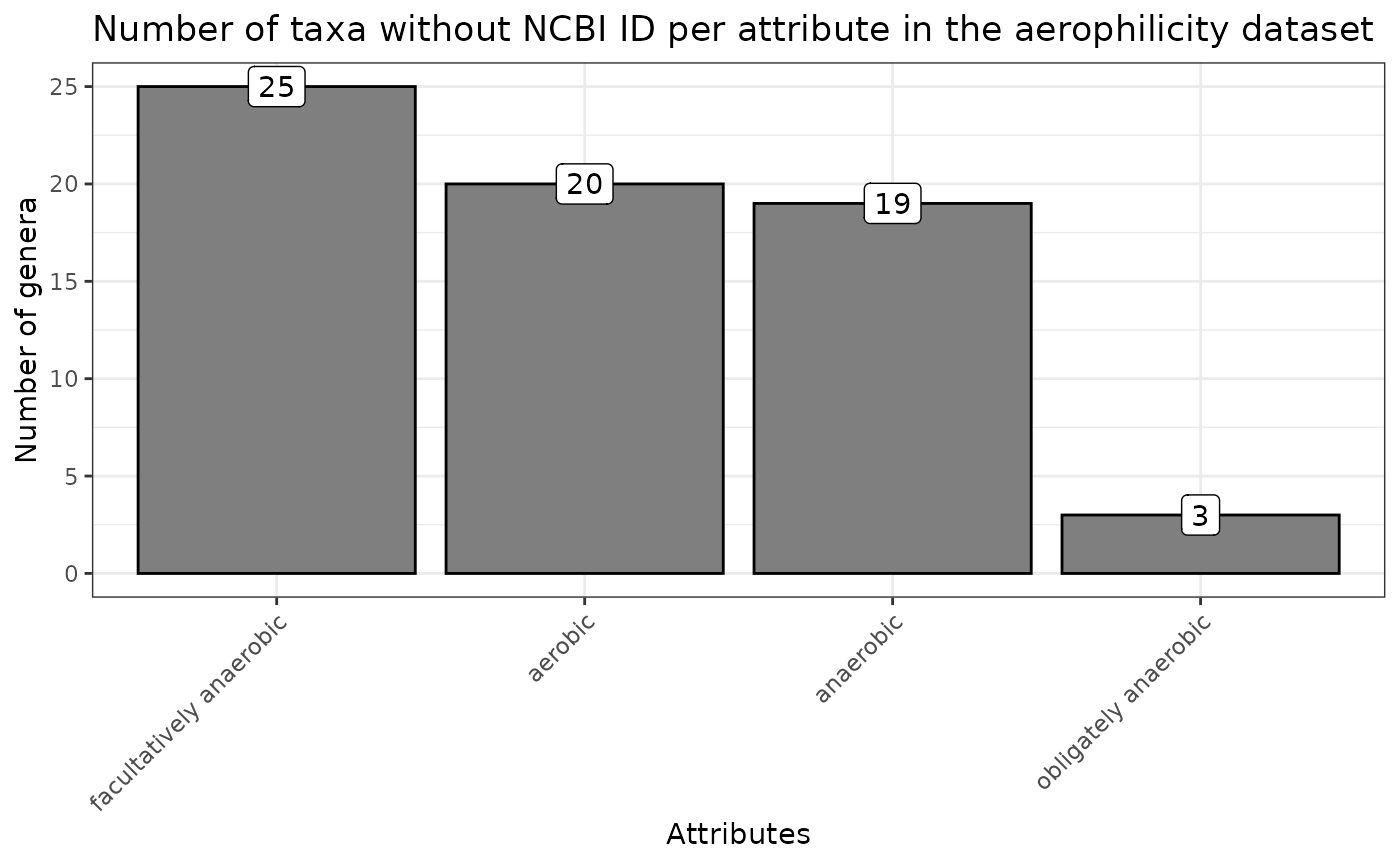 Number of taxa without NCBI ID per attribute in the aerophilicity dataset
Number of genera
25
20
15
10
5
0
25
20
19
3
facultatively anaerobic
aerobic
anaerobic
obligately anaerobic
Attributes